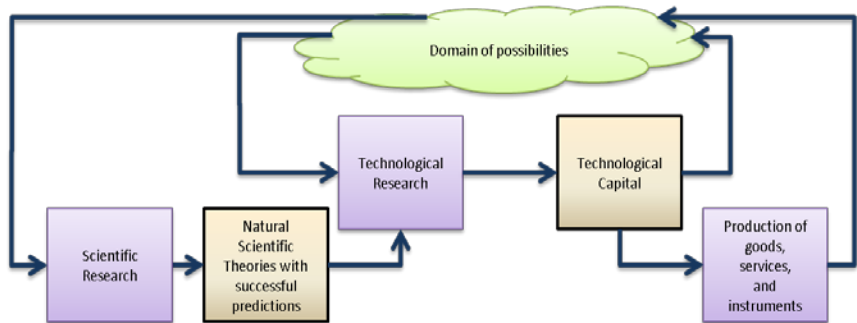 Domain of possibilities
Technological
Research
Technological
Capital
Scientific
Research
Natural
Scientific
Theories with
successful
predictions
Production of
goods,
services,
and
instruments